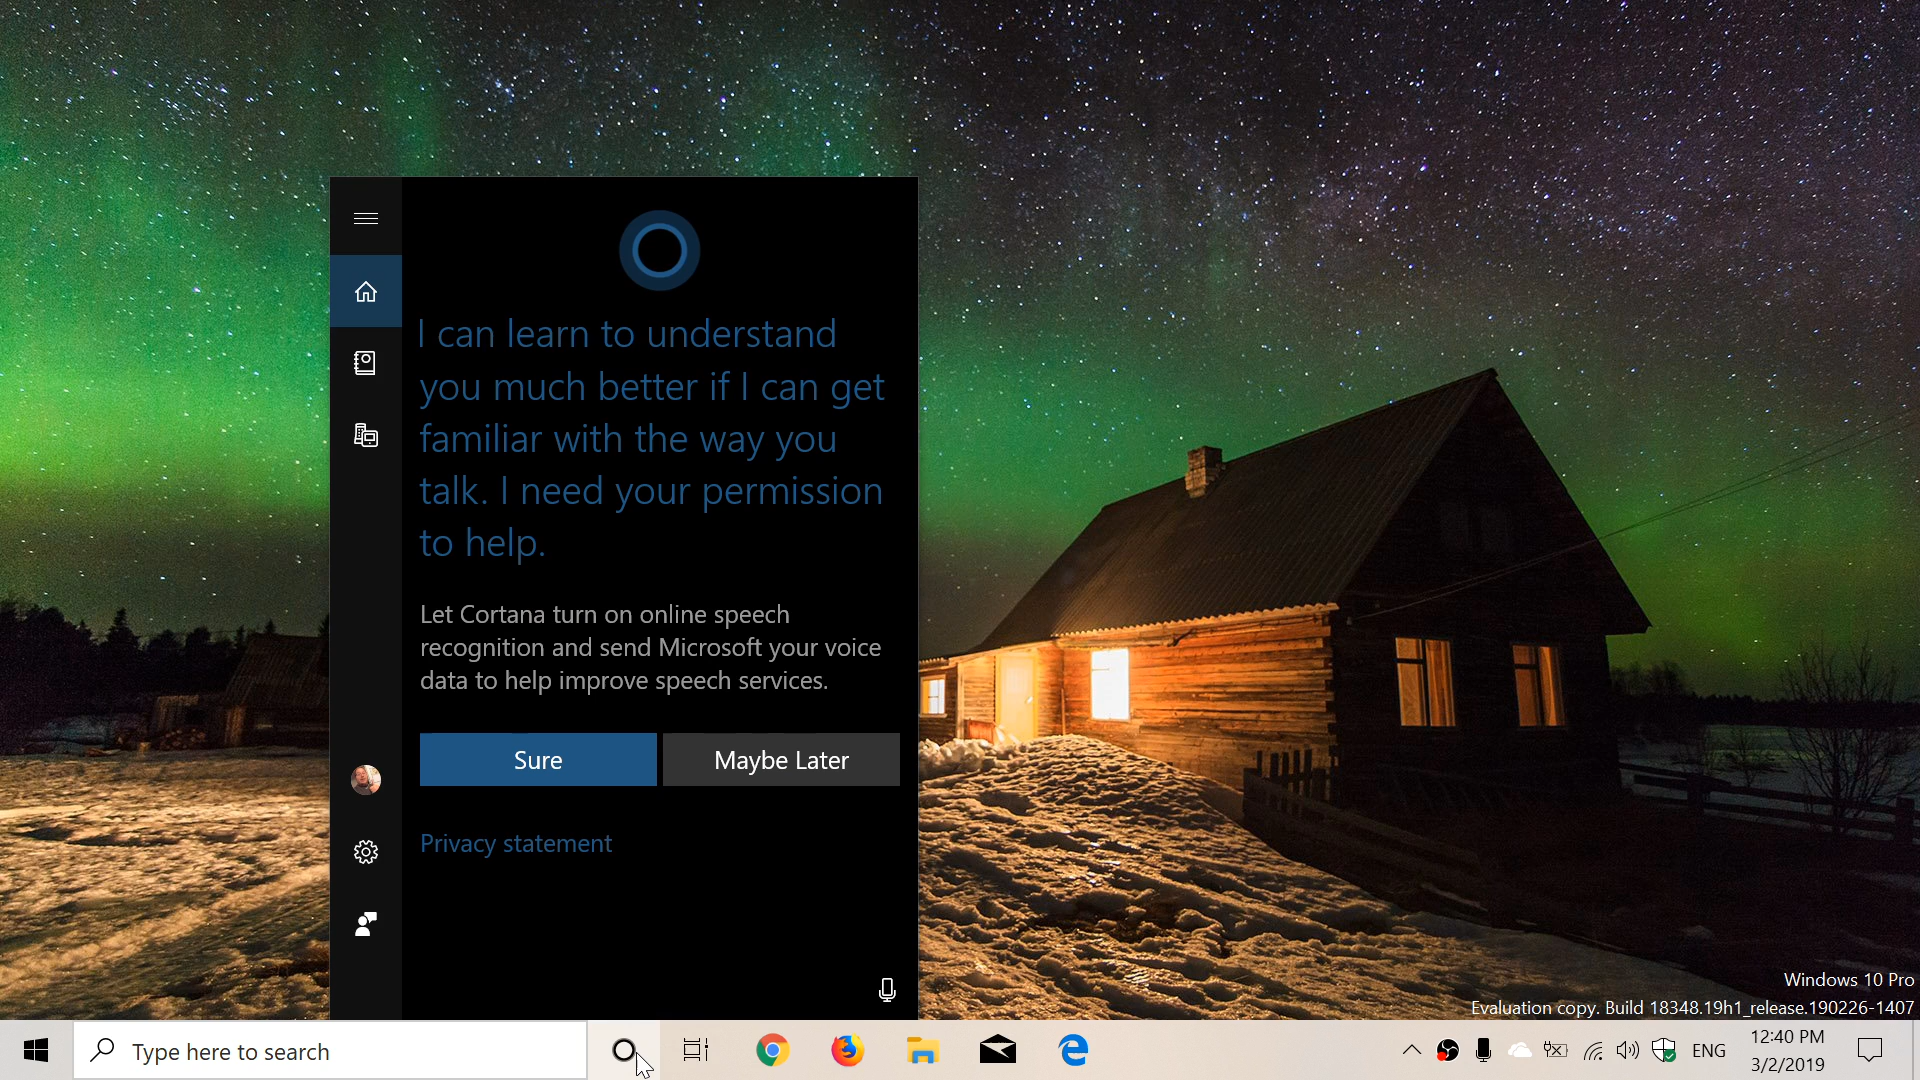 I can learn to understand
you much better if I can get
familiar with the way you
talk. I need your permission
to help.
Let Cortana turn on online speech
recognition and send Microsoft your voice
data to help improve speech services.
Sure
Maybe Later
Privacy statement
Windows 10 Pro
Evaluation copy. Build 18348.19h1_release.190226-1407
Type here to search
ENG
12:40 PM
3/2/2019